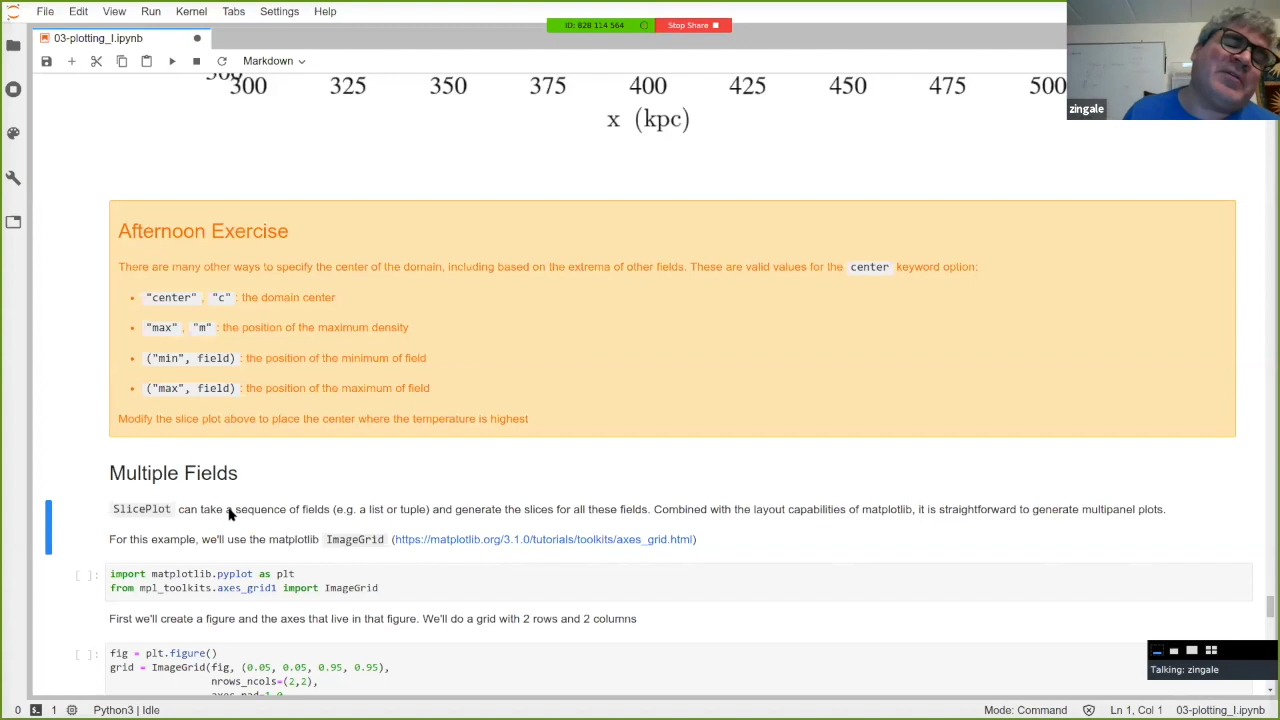 File Edit View Run Kernel Tabs Settings Help
ID: 828 114 564 Stop Share
03-plotting_I.ipynb
Markdown
300 325 350 375 400 425 450 475 500
x (kpc)
zingale
Afternoon Exercise
There are many other ways to specify the center of the domain, including based on the extrema of other fields. These are valid values for the center keyword option:
• "center", "c": the domain center
• "max", "m": the position of the maximum density
• ("min", field): the position of the minimum of field
• ("max", field): the position of the maximum of field
Modify the slice plot above to place the center where the temperature is highest
Multiple Fields
SlicePlot can take a sequence of fields (e.g. a list or tuple) and generate the slices for all these fields. Combined with the layout capabilities of matplotlib, it is straightforward to generate multipanel plots.
For this example, we'll use the matplotlib ImageGrid (https://matplotlib.org/3.1.0/tutorials/toolkits/axes_grid.html)
[ ]: import matplotlib.pyplot as plt
from mpl_toolkits.axes_grid1 import ImageGrid
First we'll create a figure and the axes that live in that figure. We'll do a grid with 2 rows and 2 columns
[ ]: fig = plt.figure()
grid = ImageGrid(fig, (0.05, 0.05, 0.95, 0.95),
nrows_ncols=(2,2),
axes_pad=1.0
Talking: zingale
0 1 Python3 | Idle Mode: Command Ln 1, Col 1 03-plotting_I.ipynb